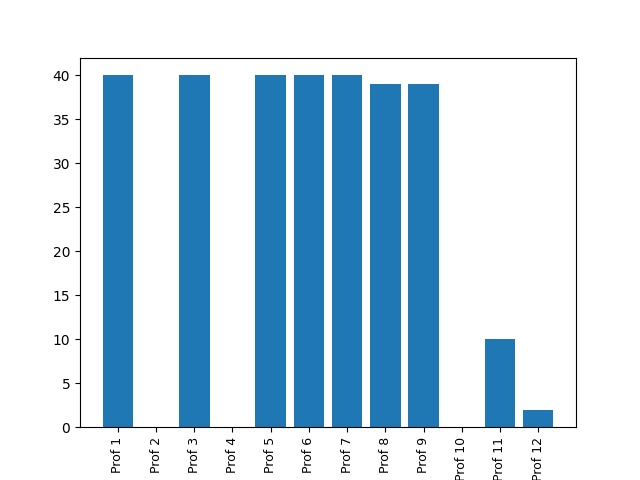 40
35
30
25
20
15
10
5
0
Prof 1
Prof 2
Prof 3
Prof 4
Prof 5
Prof 6
Prof 7
Prof 8
Prof 9
Prof 10
Prof 11
Prof 12